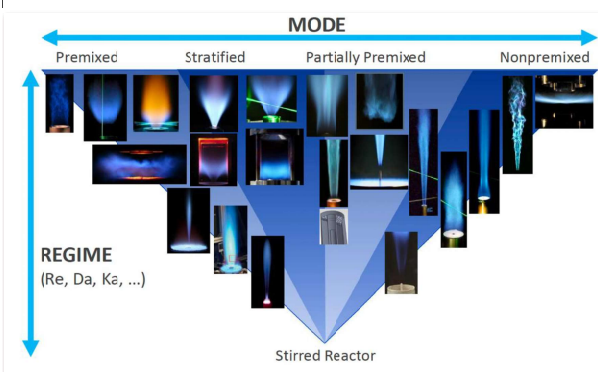 MODE
Premixed
Stratified
Partially Premixed
Nonpremixed
REGIME
(Re, Da, Ka, ...)
Stirred Reactor